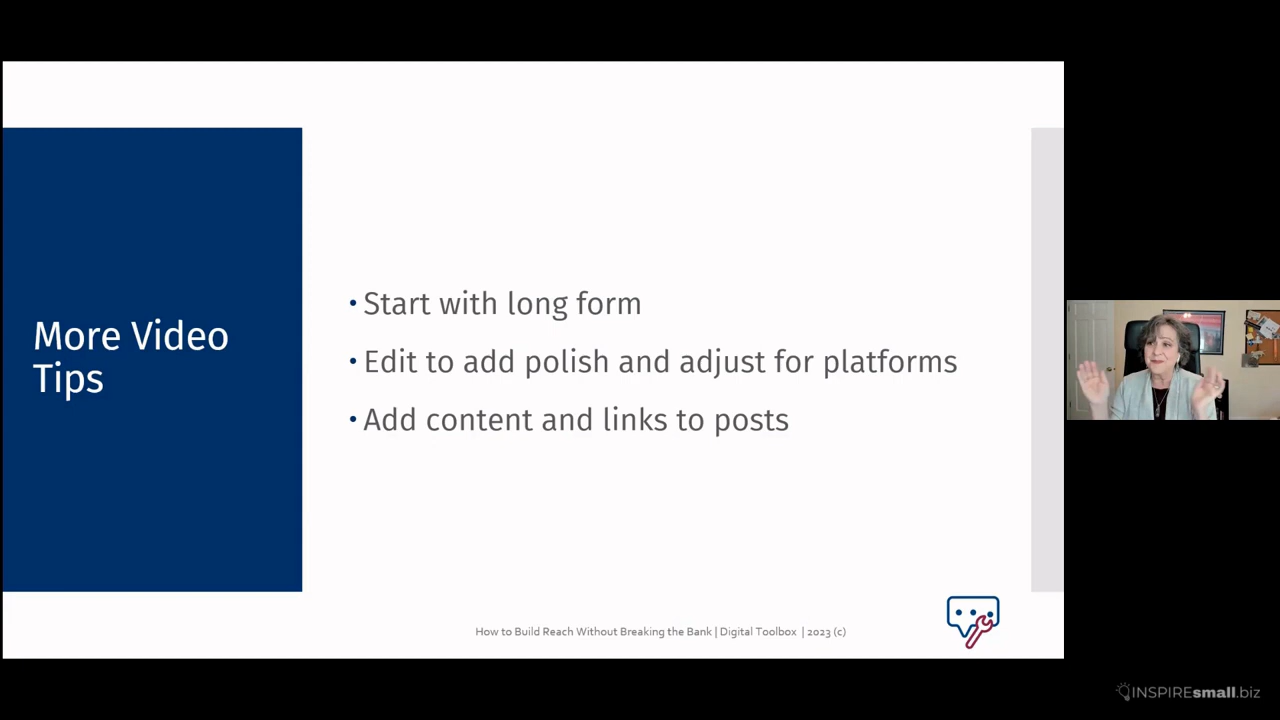 More Video
Tips
• Start with long form
• Edit to add polish and adjust for platforms
• Add content and links to posts
How to Build Reach Without Breaking the Bank | Digital Toolbox | 2023 (c)
INSPIREsmall.biz